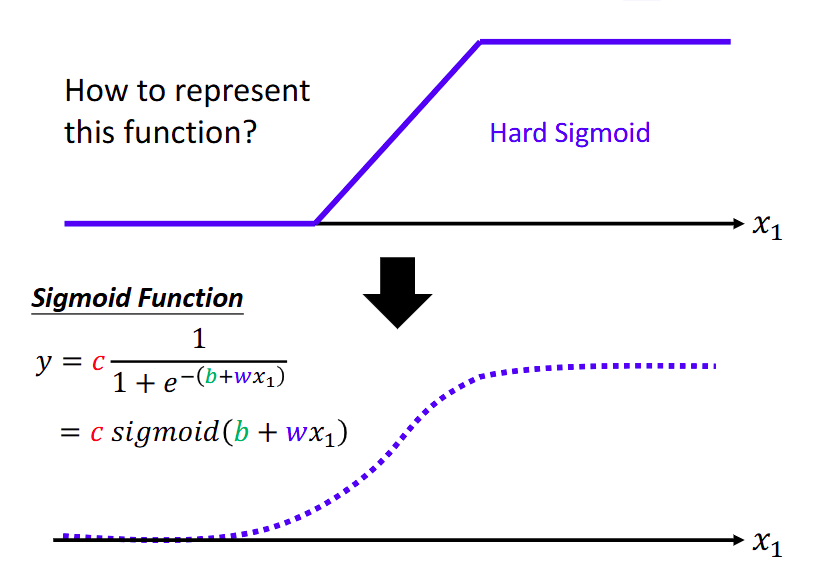 How to represent
this function?
Hard Sigmoid
x₁
Sigmoid Function
y = c 1 / (1 + e^−(b+wx₁))
= c sigmoid(b + wx₁)
x₁